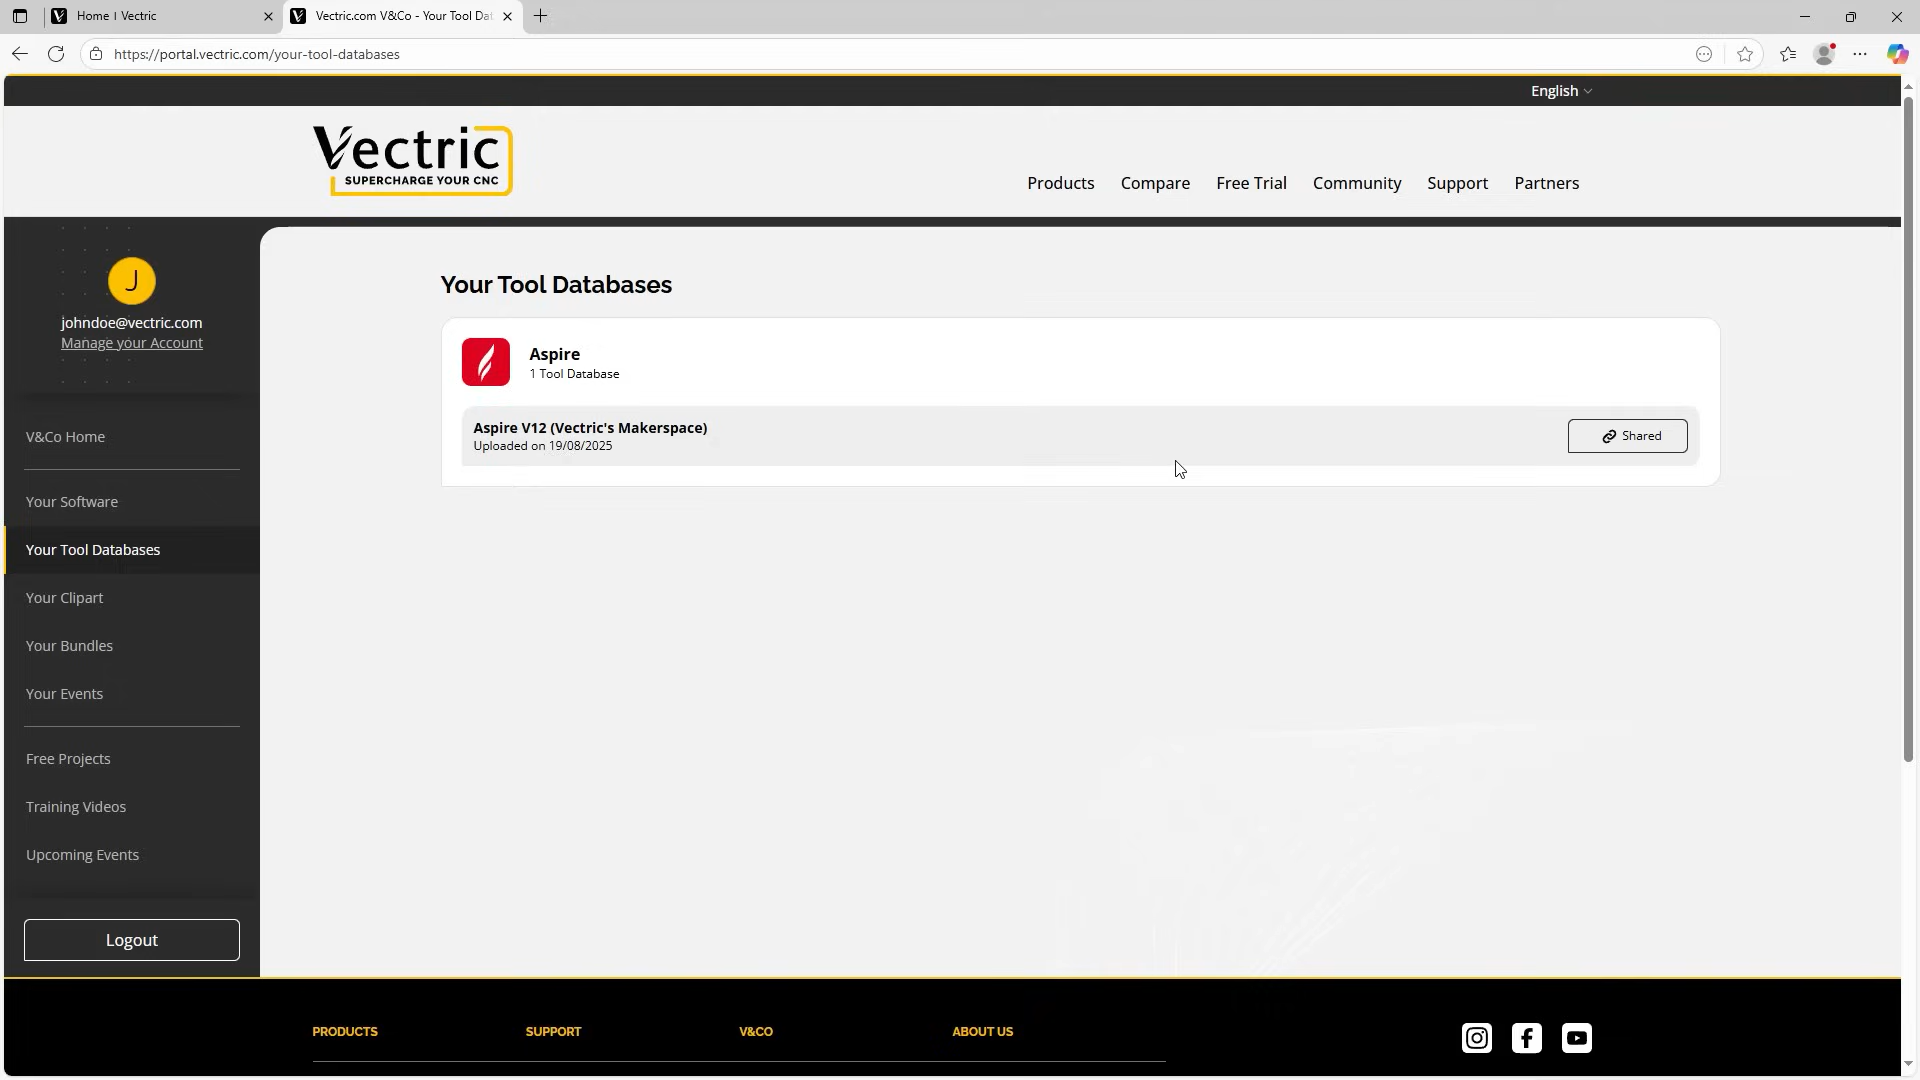 Home | Vectric
Vectric.com V&Co - Your Tool Dat
https://portal.vectric.com/your-tool-databases
English
Vectric
SUPERCHARGE YOUR CNC
Products
Compare
Free Trial
Community
Support
Partners
J
johndoe@vectric.com
Manage your Account
V&Co Home
Your Software
Your Tool Databases
Your Clipart
Your Bundles
Your Events
Free Projects
Training Videos
Upcoming Events
Logout
Your Tool Databases
Aspire
1 Tool Database
Aspire V12 (Vectric's Makerspace)
Uploaded on 19/08/2025
Shared
PRODUCTS
SUPPORT
V&CO
ABOUT US